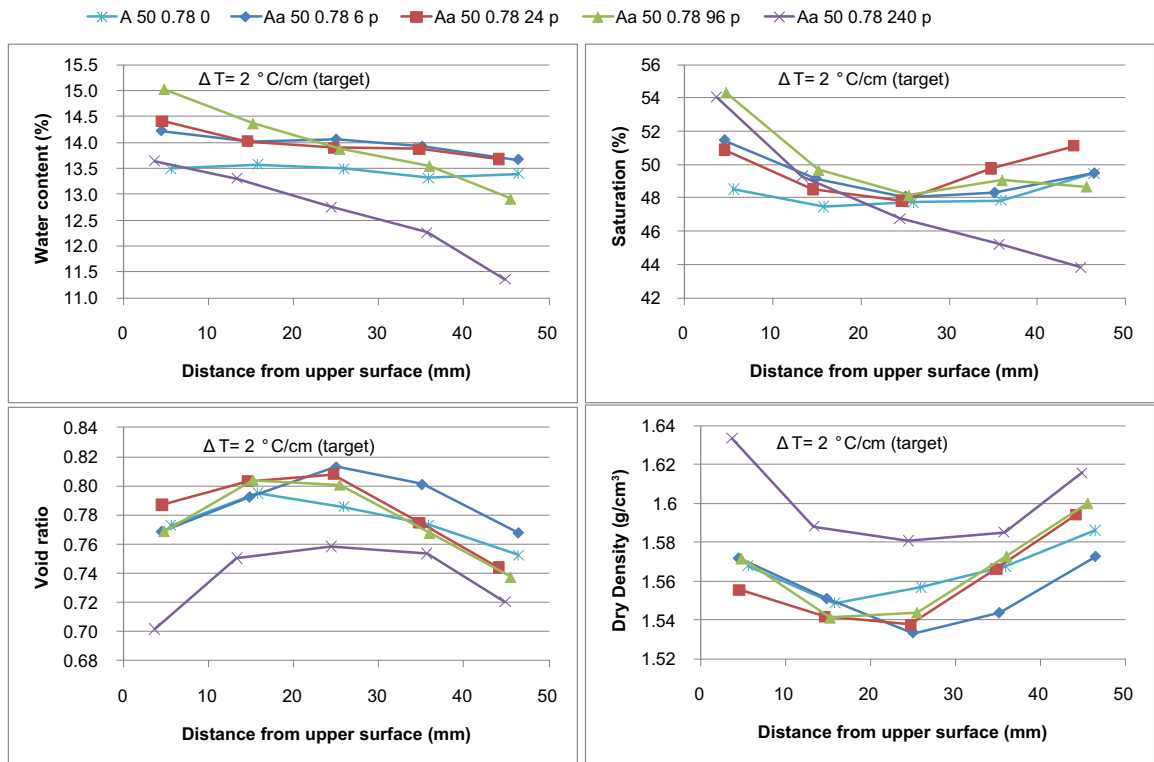 A 50 0.78 0 Aa 50 0.78 6 p Aa 50 0.78 24 p Aa 50 0.78 96 p Aa 50 0.78 240 p
Δ T= 2 °C/cm (target)
Water content (%)
15.5
15.0
14.5
14.0
13.5
13.0
12.5
12.0
11.5
11.0
0 10 20 30 40 50
Distance from upper surface (mm)
Δ T= 2 °C/cm (target)
Saturation (%)
56
54
52
50
48
46
44
42
0 10 20 30 40 50
Distance from upper surface (mm)
Δ T= 2 °C/cm (target)
Void ratio
0.84
0.82
0.80
0.78
0.76
0.74
0.72
0.70
0.68
0 10 20 30 40 50
Distance from upper surface (mm)
Δ T= 2 °C/cm (target)
Dry Density (g/cm³)
1.64
1.62
1.6
1.58
1.56
1.54
1.52
0 10 20 30 40 50
Distance from upper surface (mm)